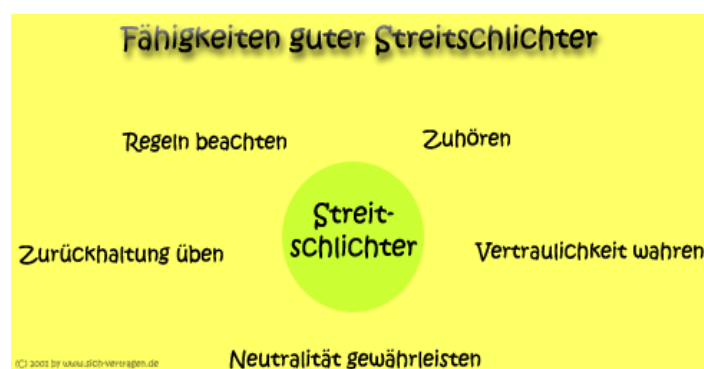 Fähigkeiten guter Streitschlichter
Regeln beachten
Zuhören
Streit-
schlichter
Zurückhaltung üben
Vertraulichkeit wahren
Neutralität gewährleisten
(C) 2001 by www.sich-vertragen.de